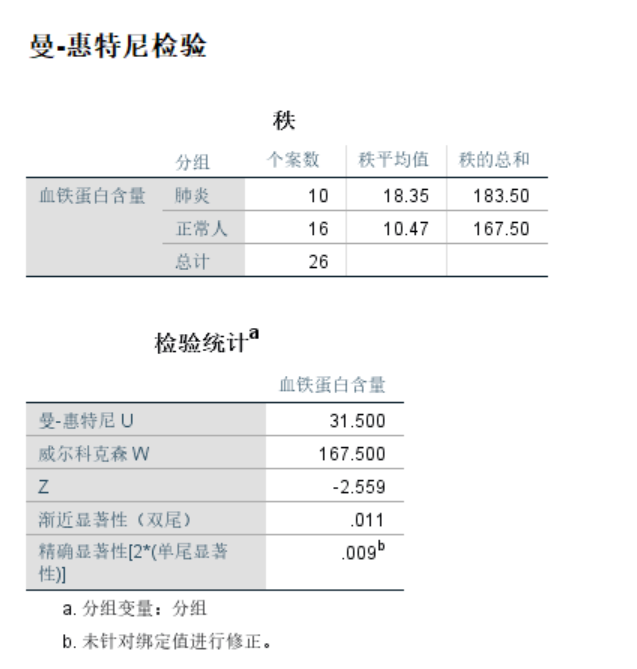 曼-惠特尼检验
秩
分组 个案数 秩平均值 秩的总和
血铁蛋白含量 肺炎 10 18.35 183.50
正常人 16 10.47 167.50
总计 26
检验统计a
血铁蛋白含量
曼-惠特尼 U 31.500
威尔科克森 W 167.500
Z -2.559
渐近显著性（双尾） .011
精确显著性[2*(单尾显著 .009b
性)]
a. 分组变量：分组
b. 未针对绑定值进行修正。